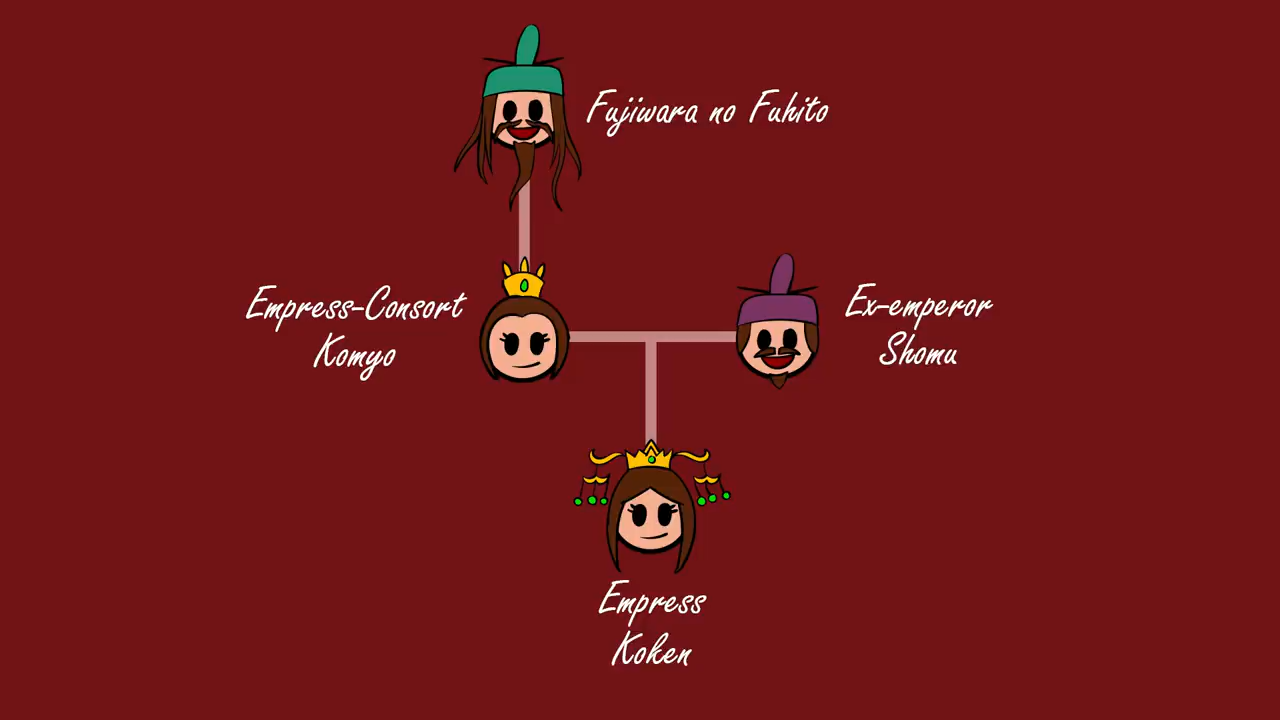 Fujiwara no Fuhito
Empress-Consort
Komyo
Ex-emperor
Shomu
Empress
Koken